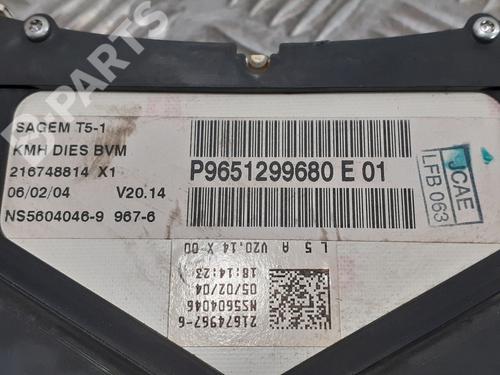 D-PARTS
SAGEM T5-1
KMH DIES BVM
216748814 X1
06/02/04 V20.14
NS5604046-9 967-6
P9651299680 E 01
UCAE
LFB 063
L 5 A V20.14 X 00
18:14:23
05/02/04
NS5604046
21674967-6